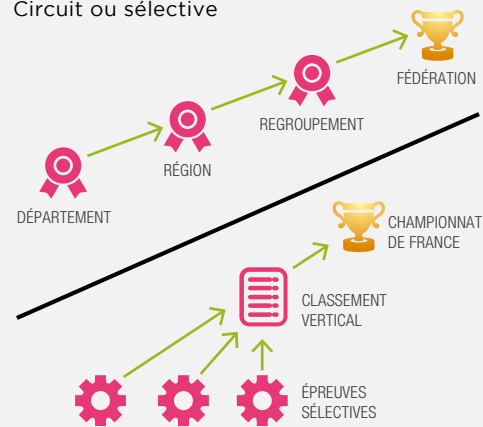 Circuit ou sélective
FÉDÉRATION
REGROUPEMENT
RÉGION
DÉPARTEMENT
CHAMPIONNAT
DE FRANCE
CLASSEMENT
VERTICAL
ÉPREUVES
SÉLECTIVES